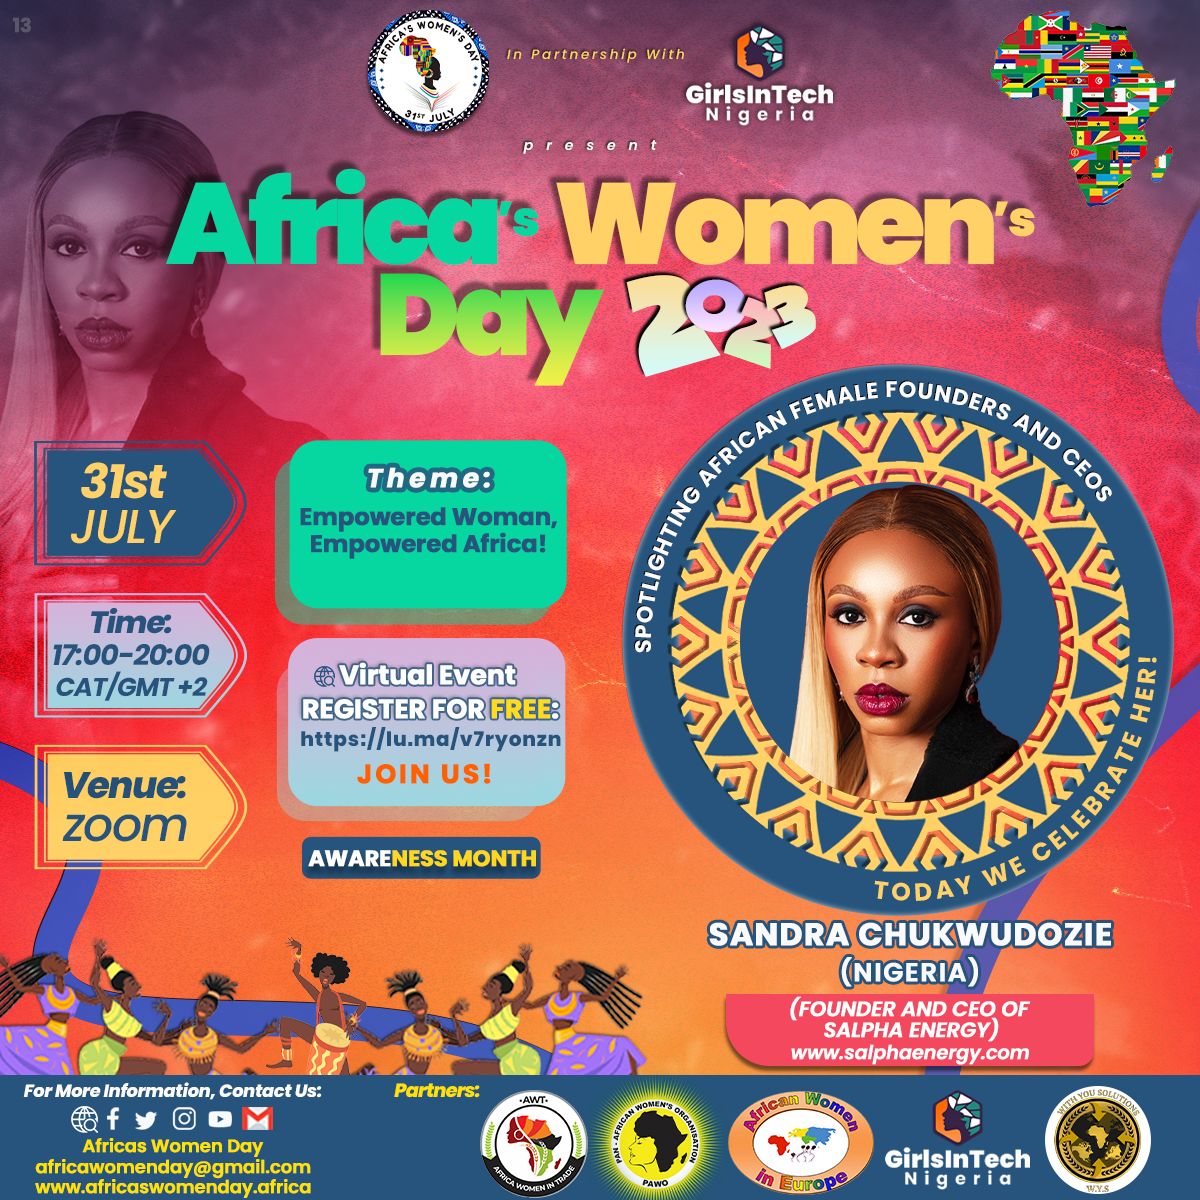 13
AFRICA'S WOMEN'S DAY
31ST JULY
In Partnership With
GirlsInTech
Nigeria
present
Africa's Women's
Day 2023
31st
JULY
Time:
17:00-20:00
CAT/GMT +2
Venue:
zoom
Theme:
Empowered Woman,
Empowered Africa!
Virtual Event
REGISTER FOR FREE:
https://lu.ma/v7ryonzn
JOIN US!
AWARENESS MONTH
SPOTLIGHTING AFRICAN FEMALE FOUNDERS AND CEOS
TODAY WE CELEBRATE HER!
SANDRA CHUKWUDOZIE
(NIGERIA)
(FOUNDER AND CEO OF
SALPHA ENERGY)
www.salphaenergy.com
For More Information, Contact Us:
Africas Women Day
africawomenday@gmail.com
www.africaswomenday.africa
Partners:
AWT
AFRICA WOMEN IN TRADE
PAN - AFRICAN WOMEN'S ORGANISATION
PAWO
African Women
in Europe
GirlsInTech
Nigeria
WITH YOU SOLUTIONS
W.Y.S